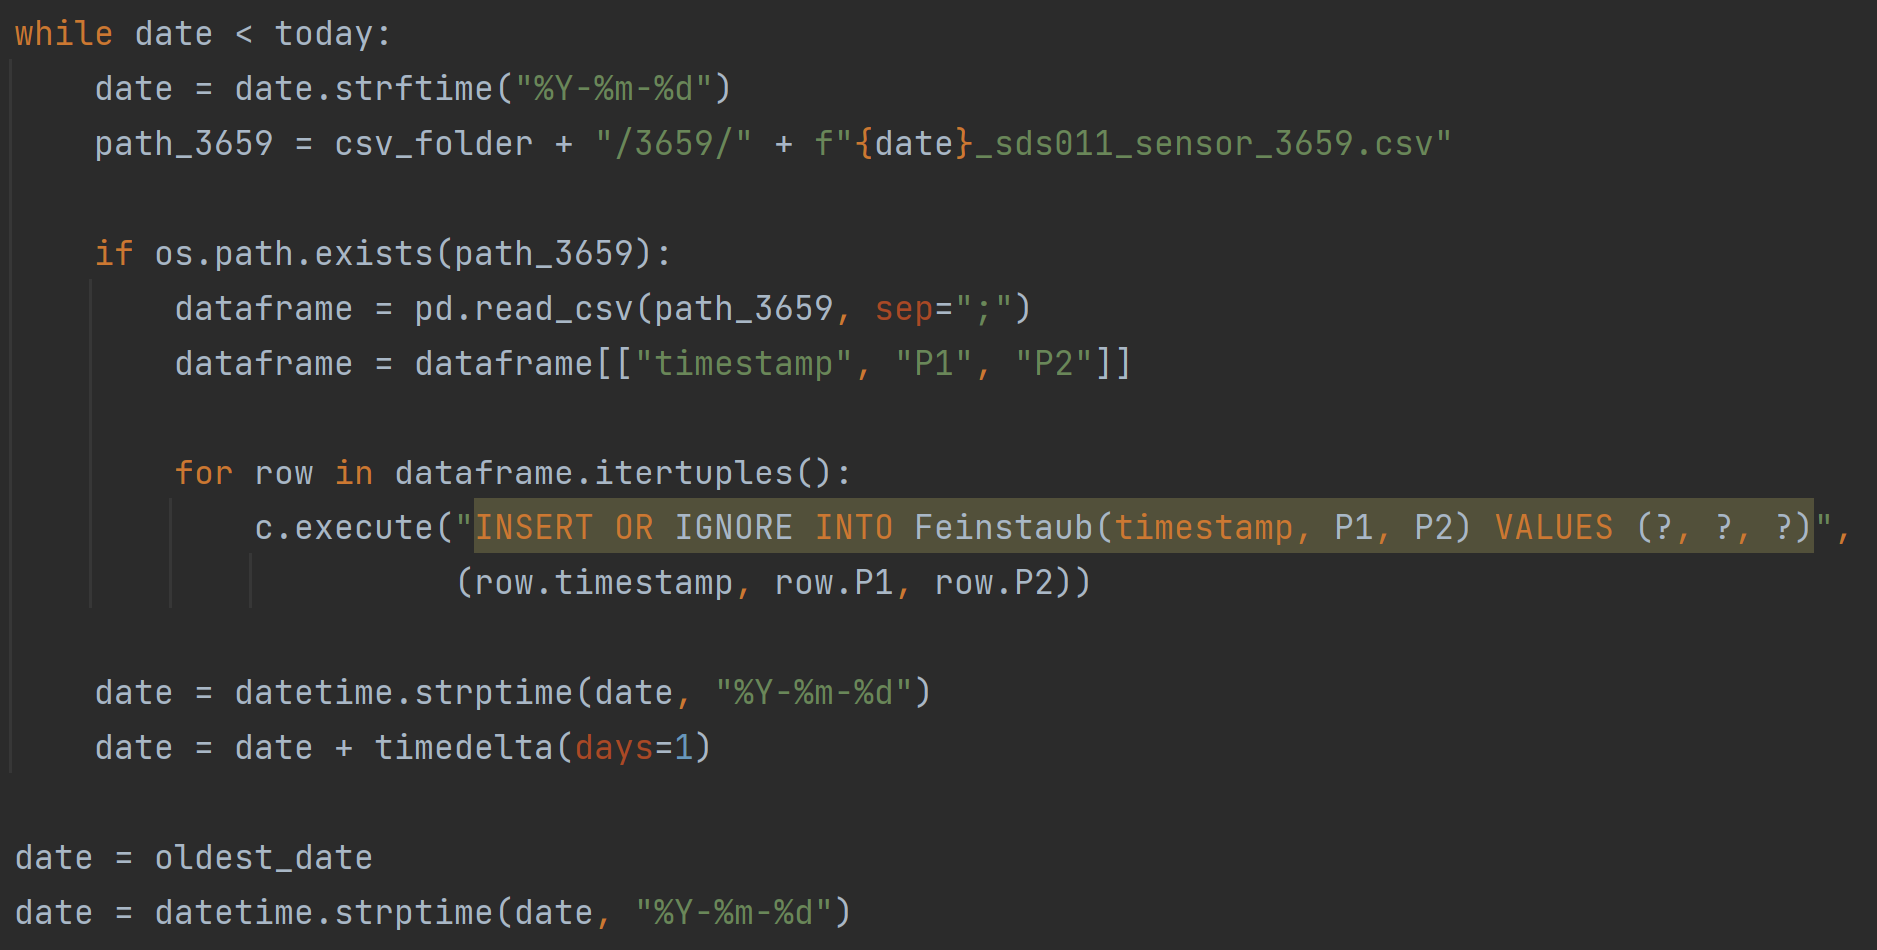 while date < today:
    date = date.strftime("%Y-%m-%d")
    path_3659 = csv_folder + "/3659/" + f"{date}_sds011_sensor_3659.csv"

    if os.path.exists(path_3659):
        dataframe = pd.read_csv(path_3659, sep=";")
        dataframe = dataframe[["timestamp", "P1", "P2"]]

        for row in dataframe.itertuples():
            c.execute("INSERT OR IGNORE INTO Feinstaub(timestamp, P1, P2) VALUES (?, ?, ?)",
                      (row.timestamp, row.P1, row.P2))

    date = datetime.strptime(date, "%Y-%m-%d")
    date = date + timedelta(days=1)

date = oldest_date
date = datetime.strptime(date, "%Y-%m-%d")